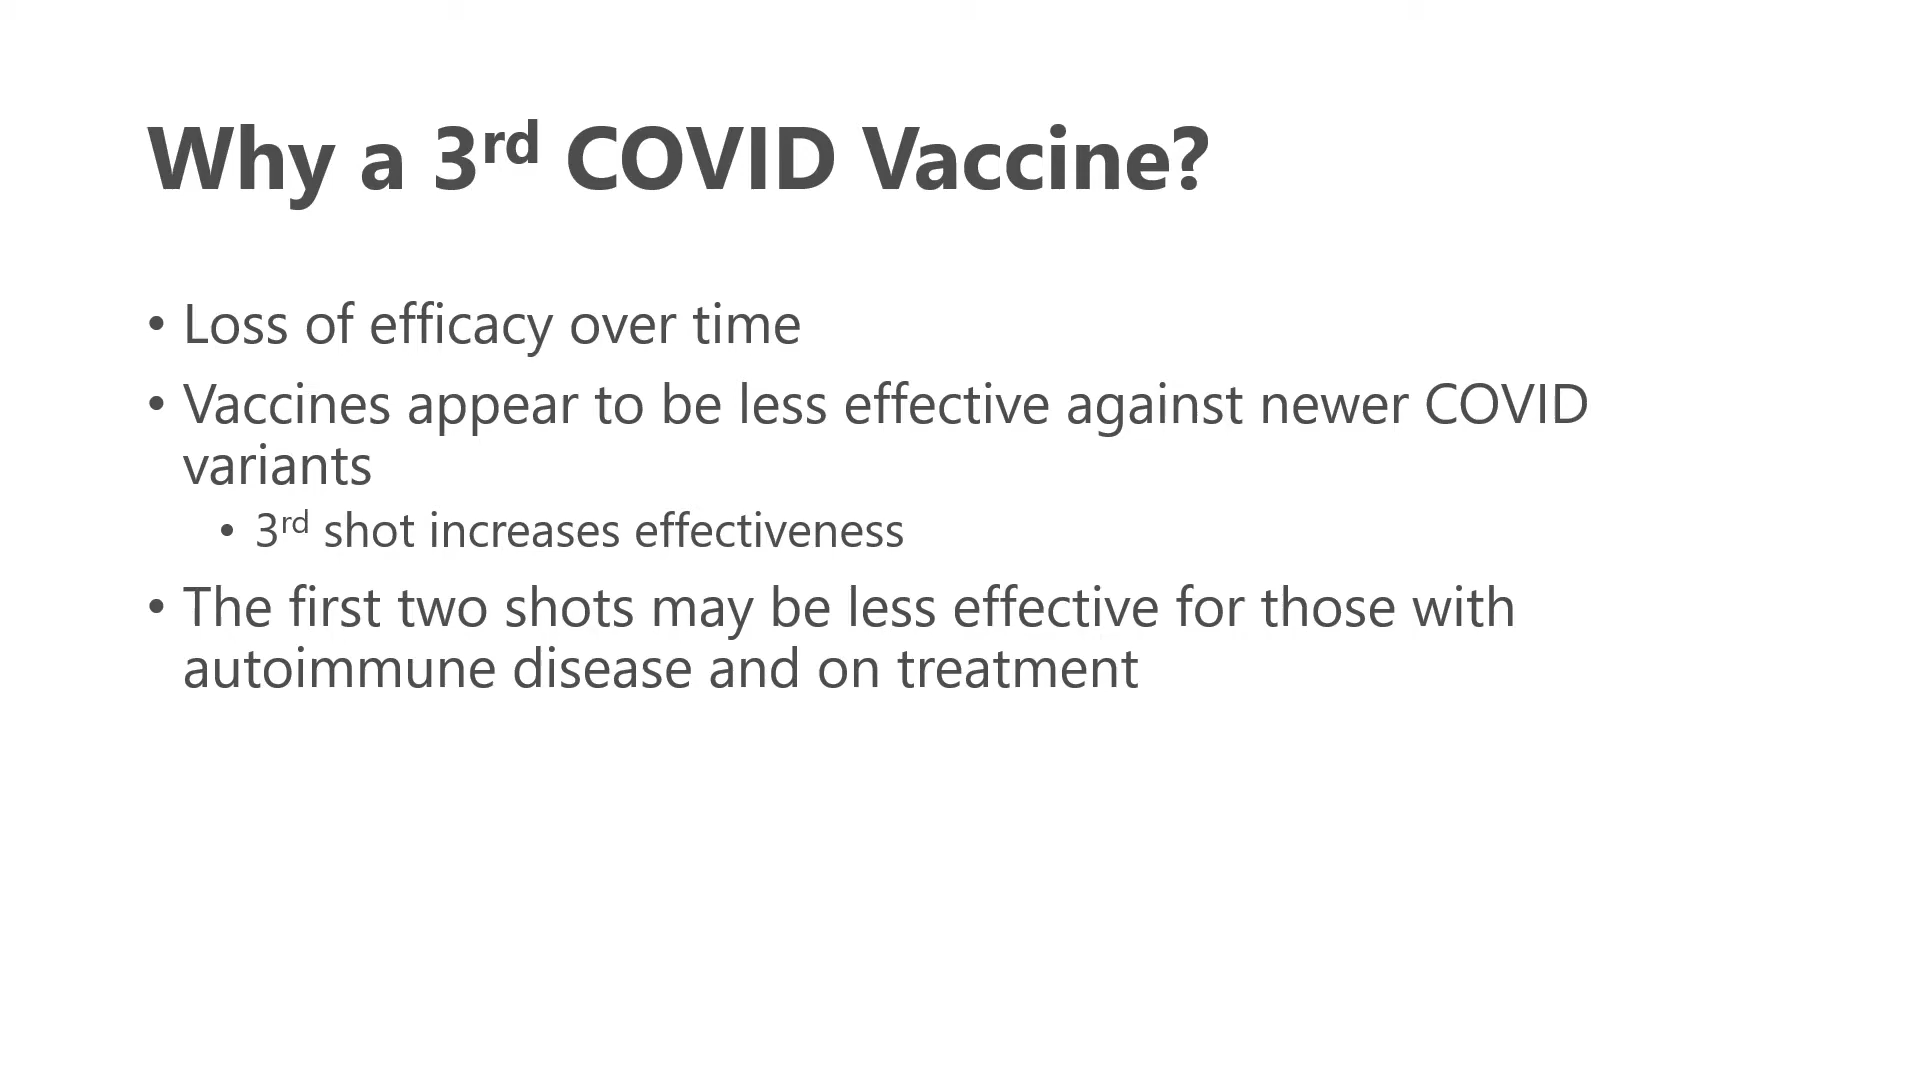 Why a 3rd COVID Vaccine?
• Loss of efficacy over time
• Vaccines appear to be less effective against newer COVID
variants
• 3rd shot increases effectiveness
• The first two shots may be less effective for those with
autoimmune disease and on treatment